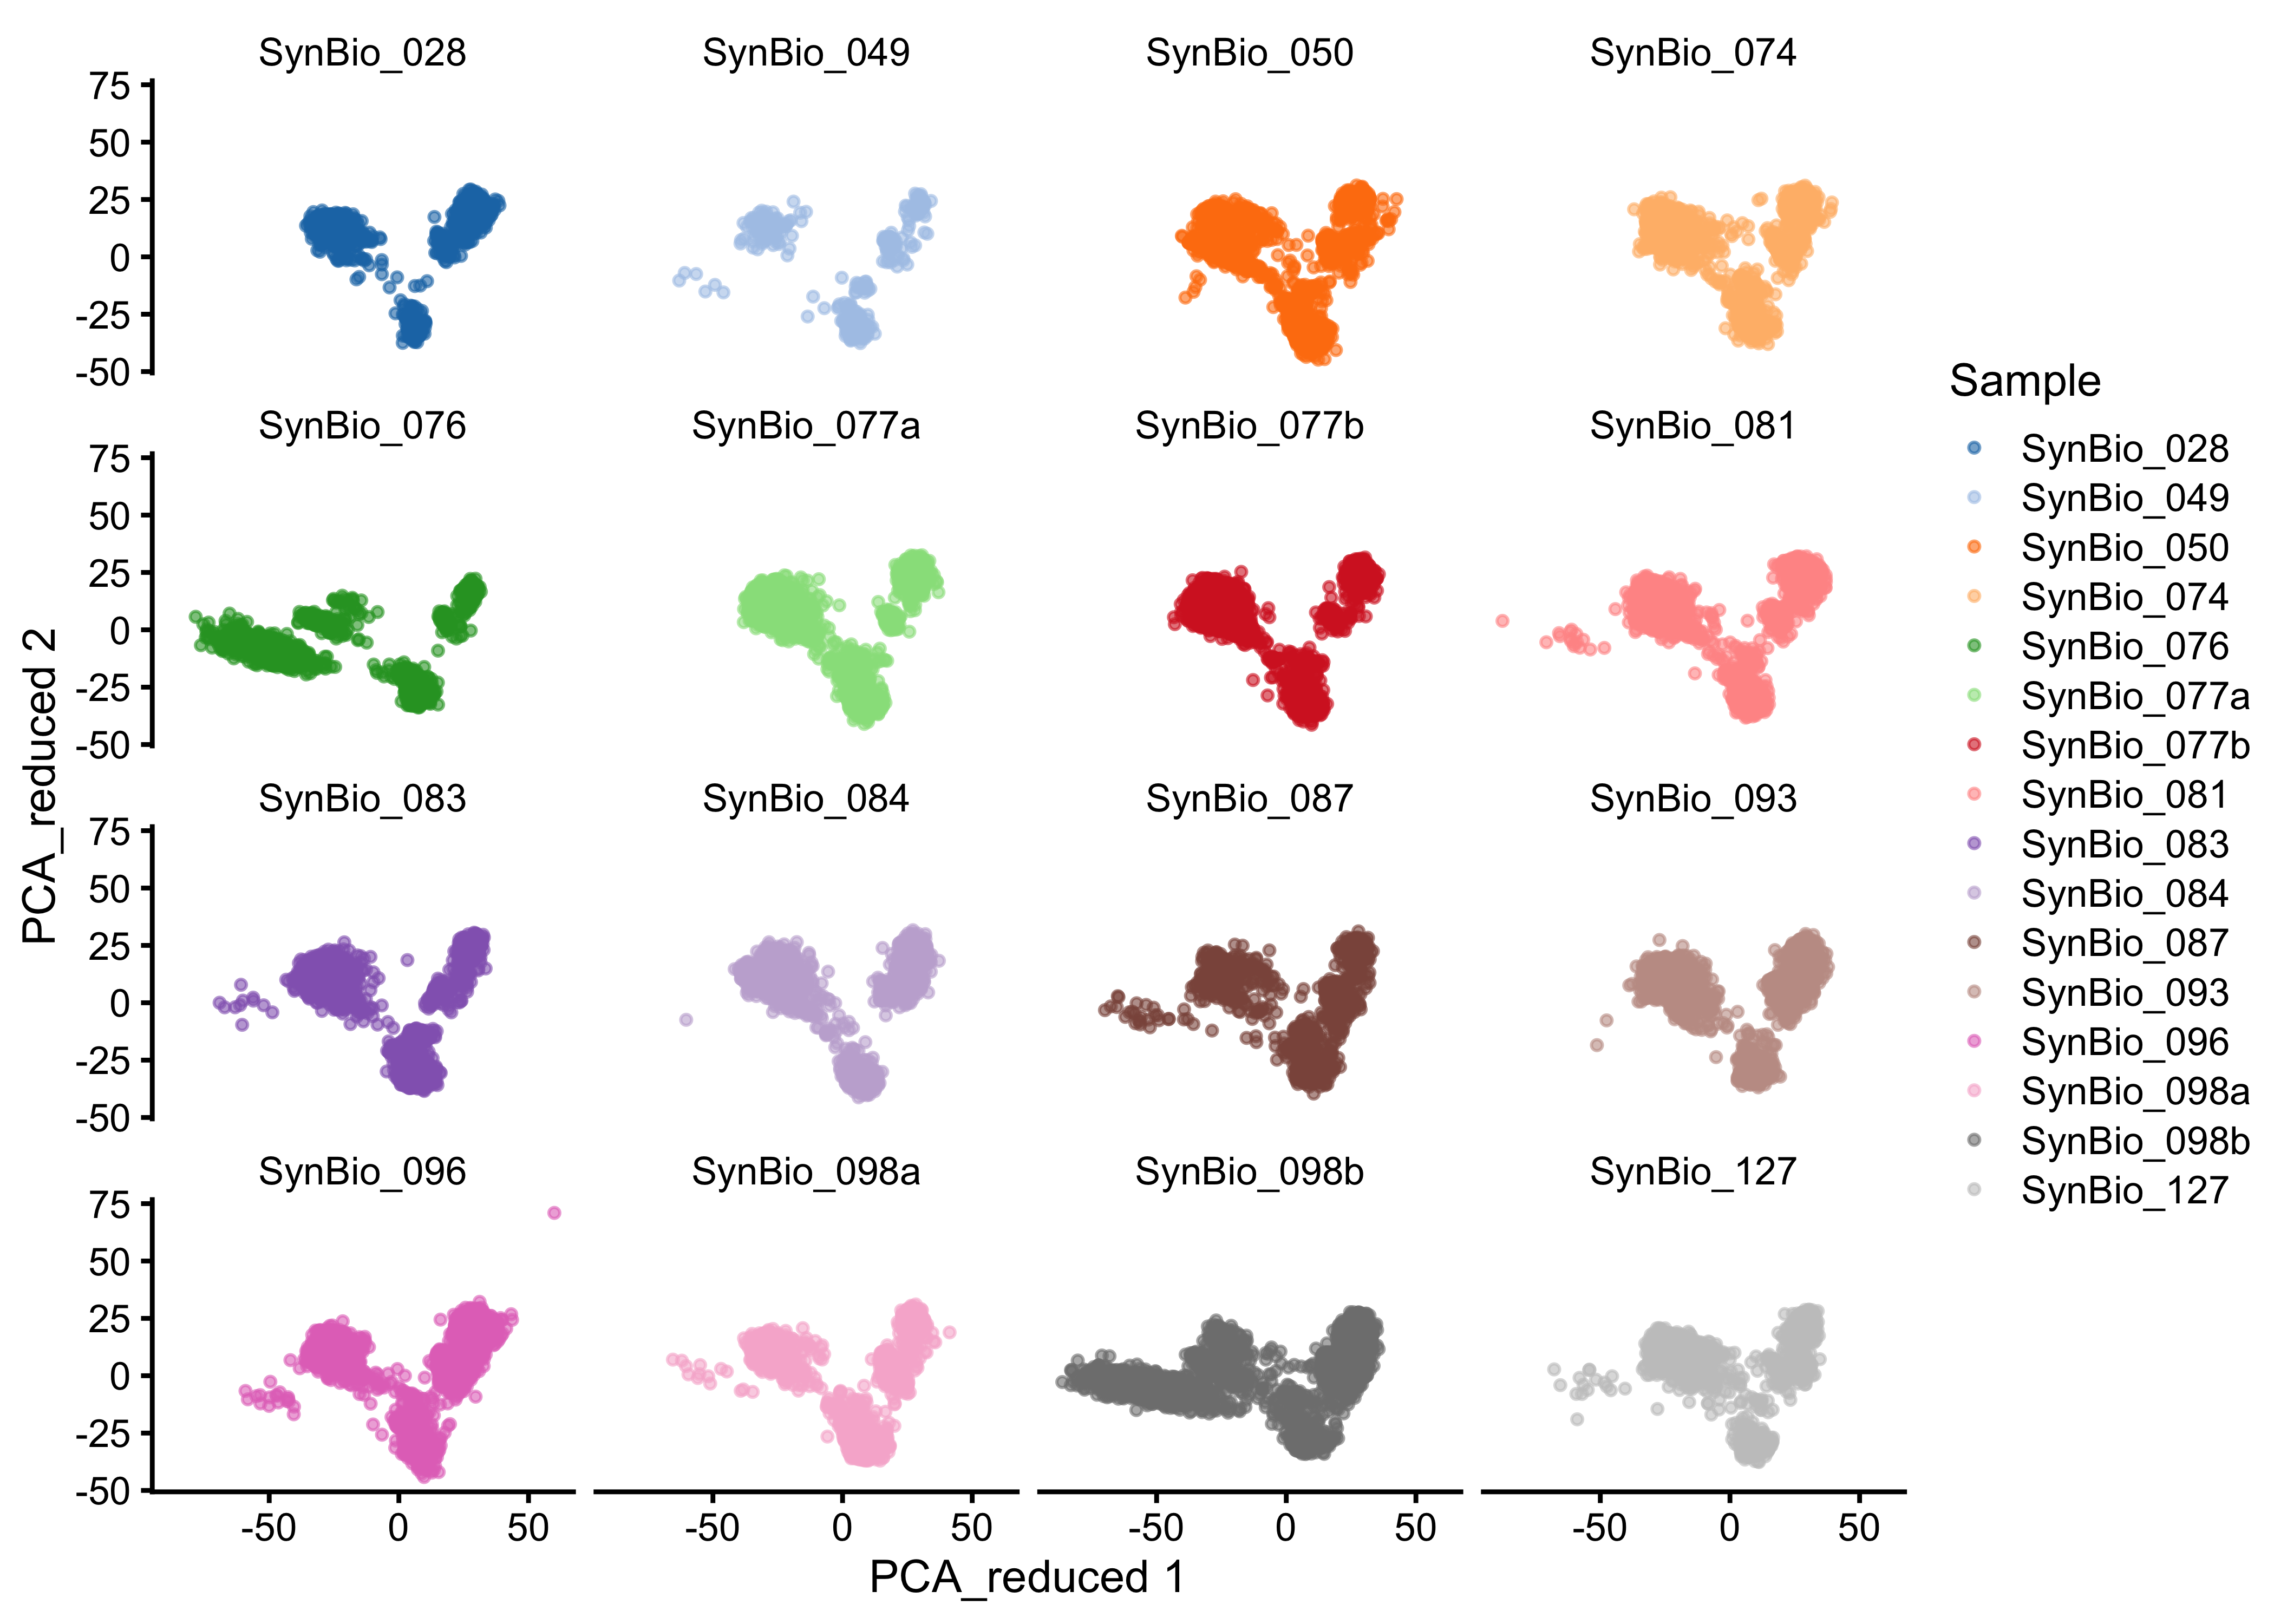 SynBio_028 SynBio_049 SynBio_050 SynBio_074
75
50
25
0
-25
-50
SynBio_076 SynBio_077a SynBio_077b SynBio_081
75
50
25
0
-25
-50
SynBio_083 SynBio_084 SynBio_087 SynBio_093
75
50
25
0
-25
-50
SynBio_096 SynBio_098a SynBio_098b SynBio_127
75
50
25
0
-25
-50
-50 0 50 -50 0 50 -50 0 50 -50 0 50
PCA_reduced 1
PCA_reduced 2
Sample
SynBio_028
SynBio_049
SynBio_050
SynBio_074
SynBio_076
SynBio_077a
SynBio_077b
SynBio_081
SynBio_083
SynBio_084
SynBio_087
SynBio_093
SynBio_096
SynBio_098a
SynBio_098b
SynBio_127